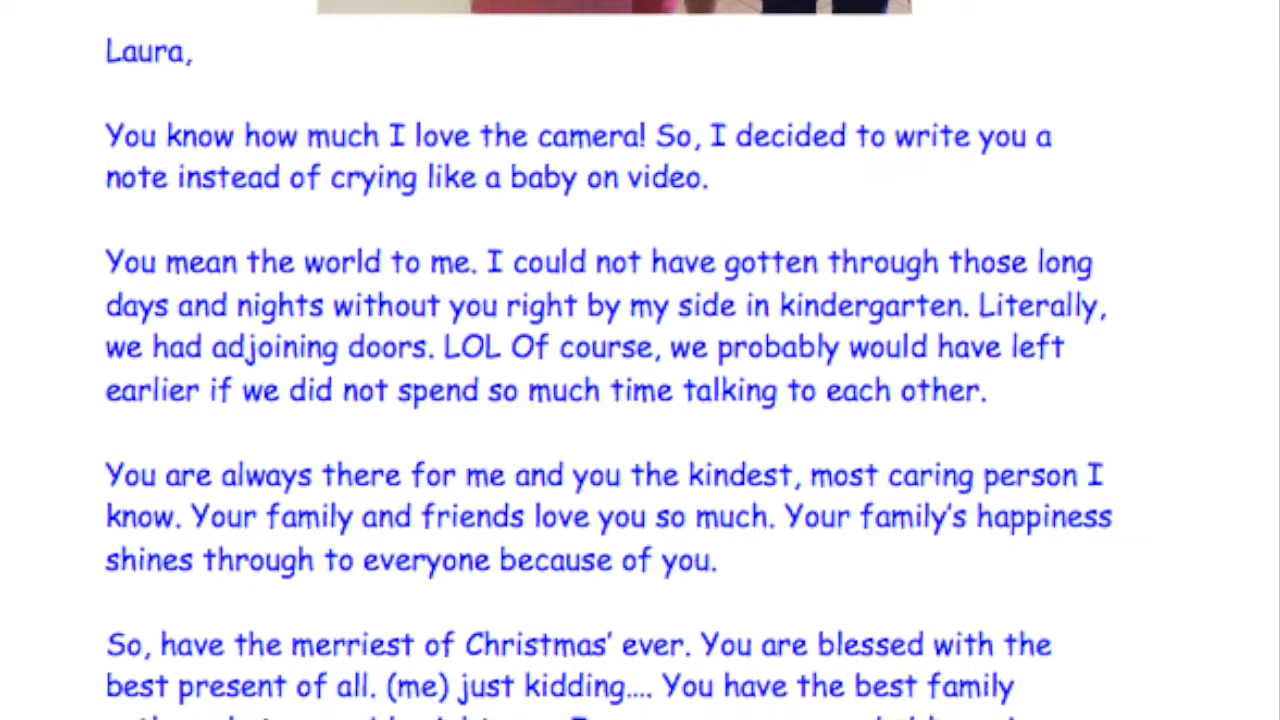 Laura,
You know how much I love the camera! So, I decided to write you a
note instead of crying like a baby on video.
You mean the world to me. I could not have gotten through those long
days and nights without you right by my side in kindergarten. Literally,
we had adjoining doors. LOL Of course, we probably would have left
earlier if we did not spend so much time talking to each other.
You are always there for me and you the kindest, most caring person I
know. Your family and friends love you so much. Your family’s happiness
shines through to everyone because of you.
So, have the merriest of Christmas’ ever. You are blessed with the
best present of all. (me) just kidding…. You have the best family